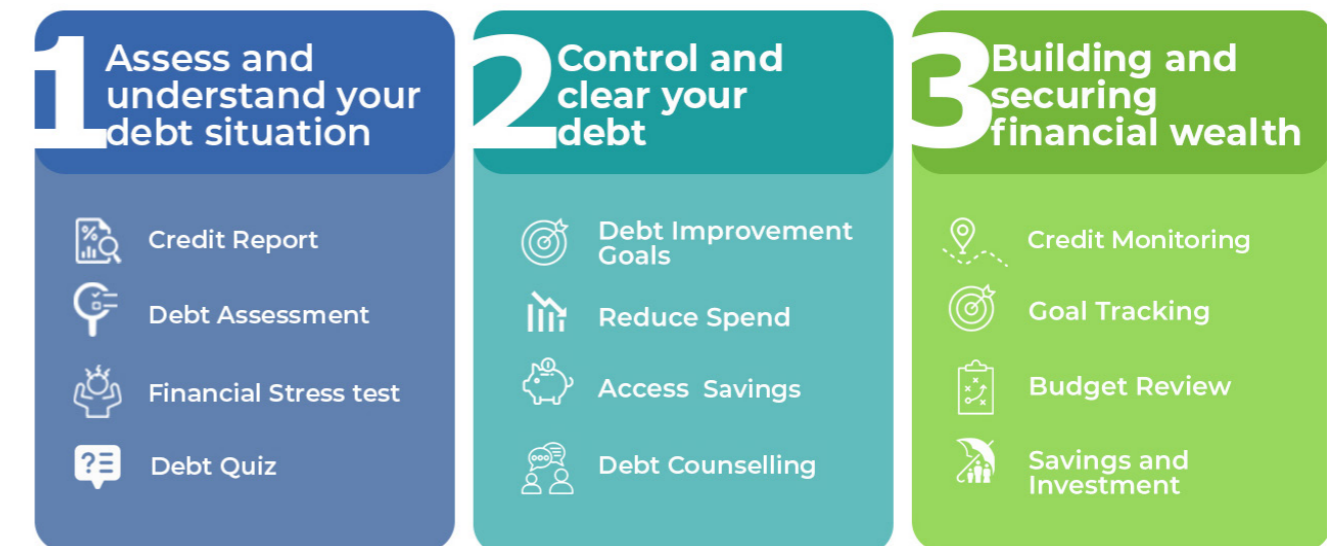 1
Assess and
understand your
debt situation
Credit Report
Debt Assessment
Financial Stress test
Debt Quiz
2
Control and
clear your
debt
Debt Improvement
Goals
Reduce Spend
Access Savings
Debt Counselling
3
Building and
securing
financial wealth
Credit Monitoring
Goal Tracking
Budget Review
Savings and
Investment